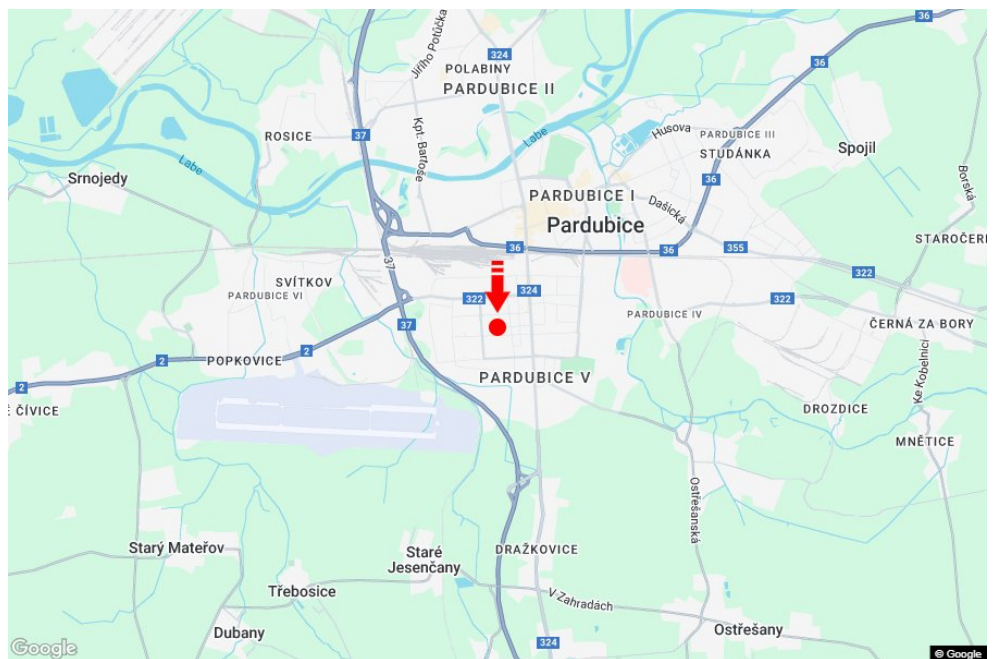 Jiřího Potůčka
324
36
POLABINY
PARDUBICE II
36
37
Kpt. Bartoše
Labe
Husova
PARDUBICE III
STUDÁNKA
Spojil
ROSICE
Labe
Srnojedy
36
Borská
PARDUBICE I
Dašická
Pardubice
36
36
355
STAROČERN
37
322
SVÍTKOV
PARDUBICE VI
322
324
322
PARDUBICE IV
37
ČERNÁ ZA BORY
2
POPKOVICE
2
2
PARDUBICE V
Ke Kobelnici
ČÍVICE
DROZDICE
MNĚTICE
Ostřešanská
Starý Mateřov
Staré
Jesenčany
DRAŽKOVICE
Třebosice
V Zahradách
Dubany
324
Ostřešany
Google
© Google